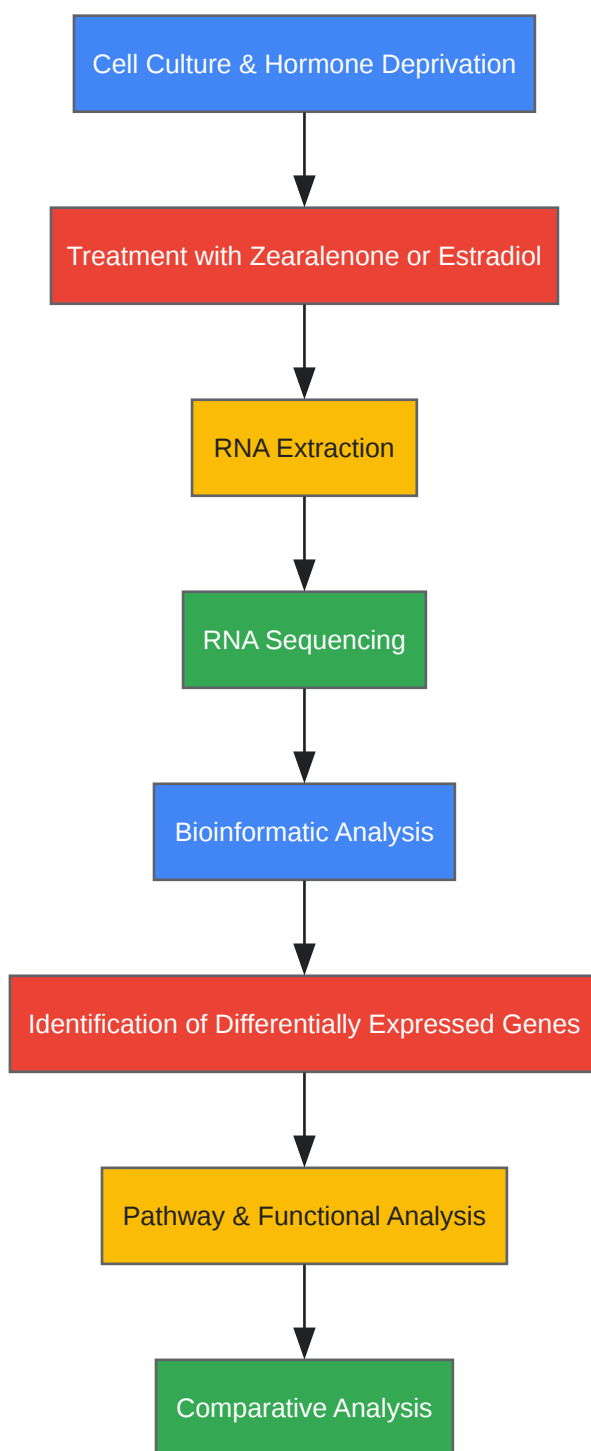 Cell Culture & Hormone Deprivation
Treatment with Zearalenone or Estradiol
RNA Extraction
RNA Sequencing
Bioinformatic Analysis
Identification of Differentially Expressed Genes
Pathway & Functional Analysis
Comparative Analysis